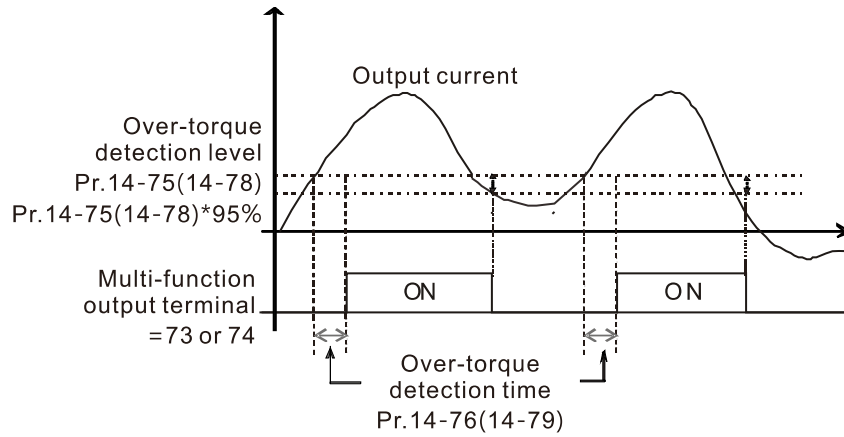 Output current
Over-torque
detection level
Pr.14-75(14-78)
Pr.14-75(14-78)*95%
Multi-function
output terminal
=73 or 74
ON
ON
Over-torque
detection time
Pr.14-76(14-79)